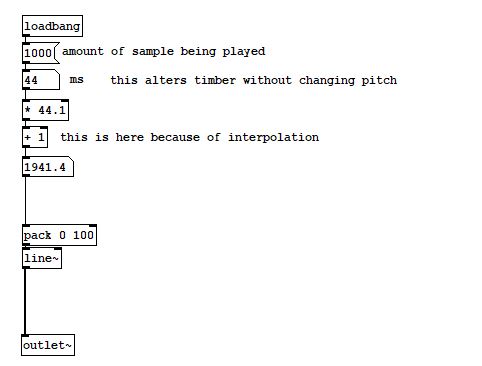 loadbang
1000 amount of sample being played
44 ms this alters timber without changing pitch
* 44.1
+ 1 this is here because of interpolation
1941.4
pack 0 100
line~
outlet~